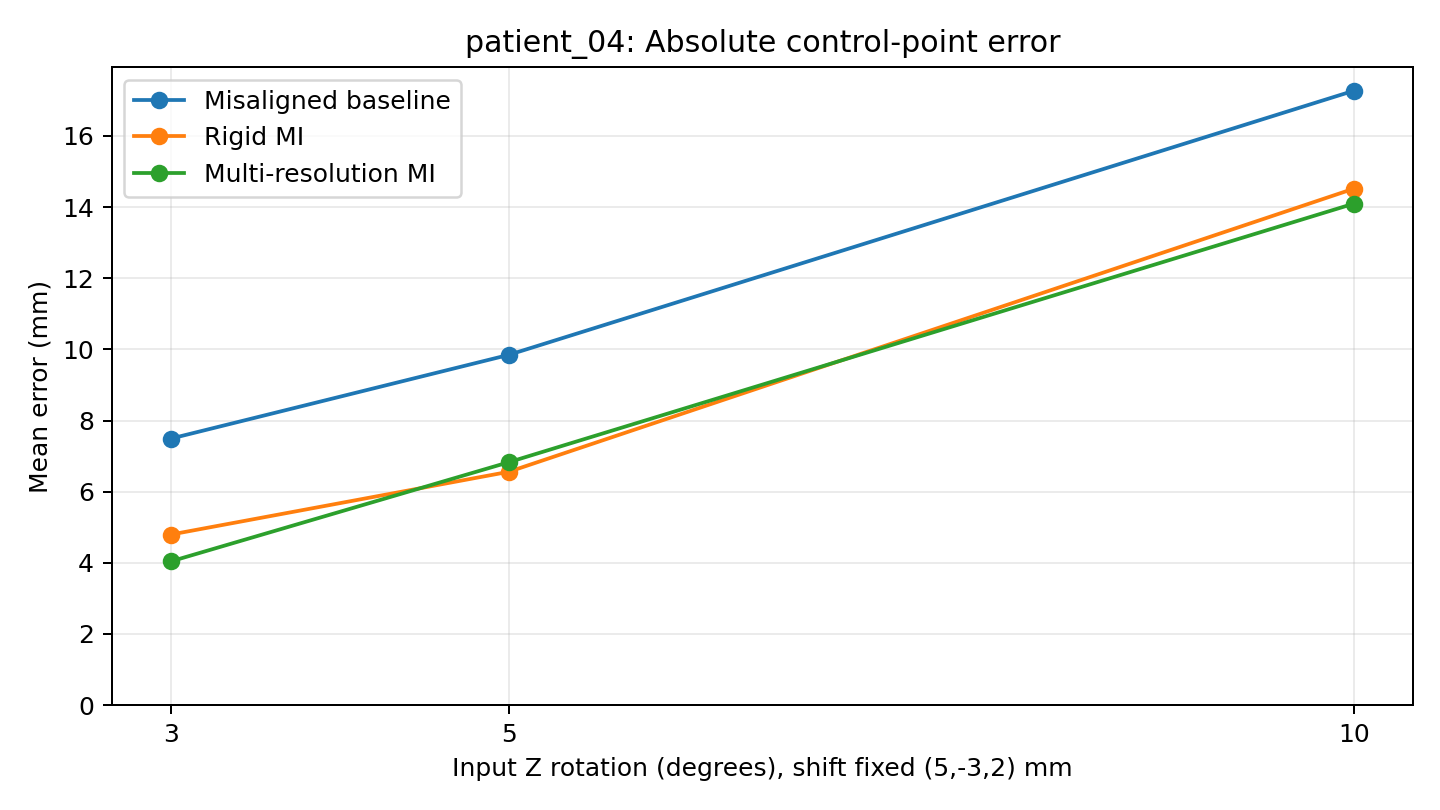 patient_04: Absolute control-point error
Misaligned baseline
Rigid MI
Multi-resolution MI
Mean error (mm)
16
14
12
10
8
6
4
2
0
3
5
10
Input Z rotation (degrees), shift fixed (5,-3,2) mm